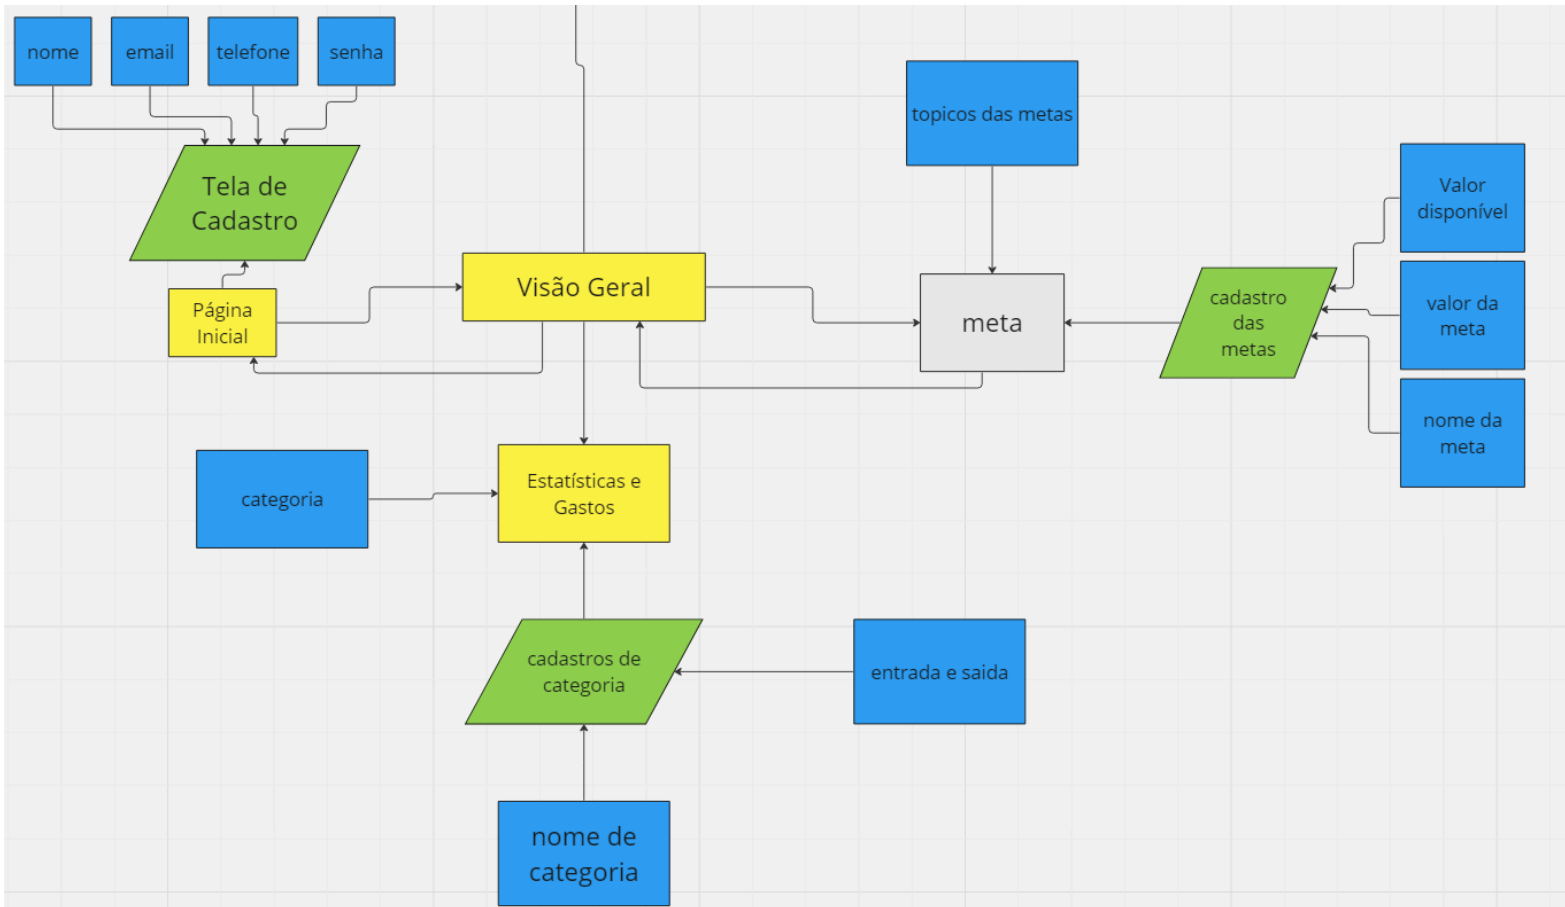 nome
email
telefone
senha
Tela de
Cadastro
Página
Inicial
Visão Geral
topicos das metas
meta
cadastro
das
metas
Valor
disponível
valor da
meta
nome da
meta
categoria
Estatísticas e
Gastos
cadastros de
categoria
entrada e saida
nome de
categoria